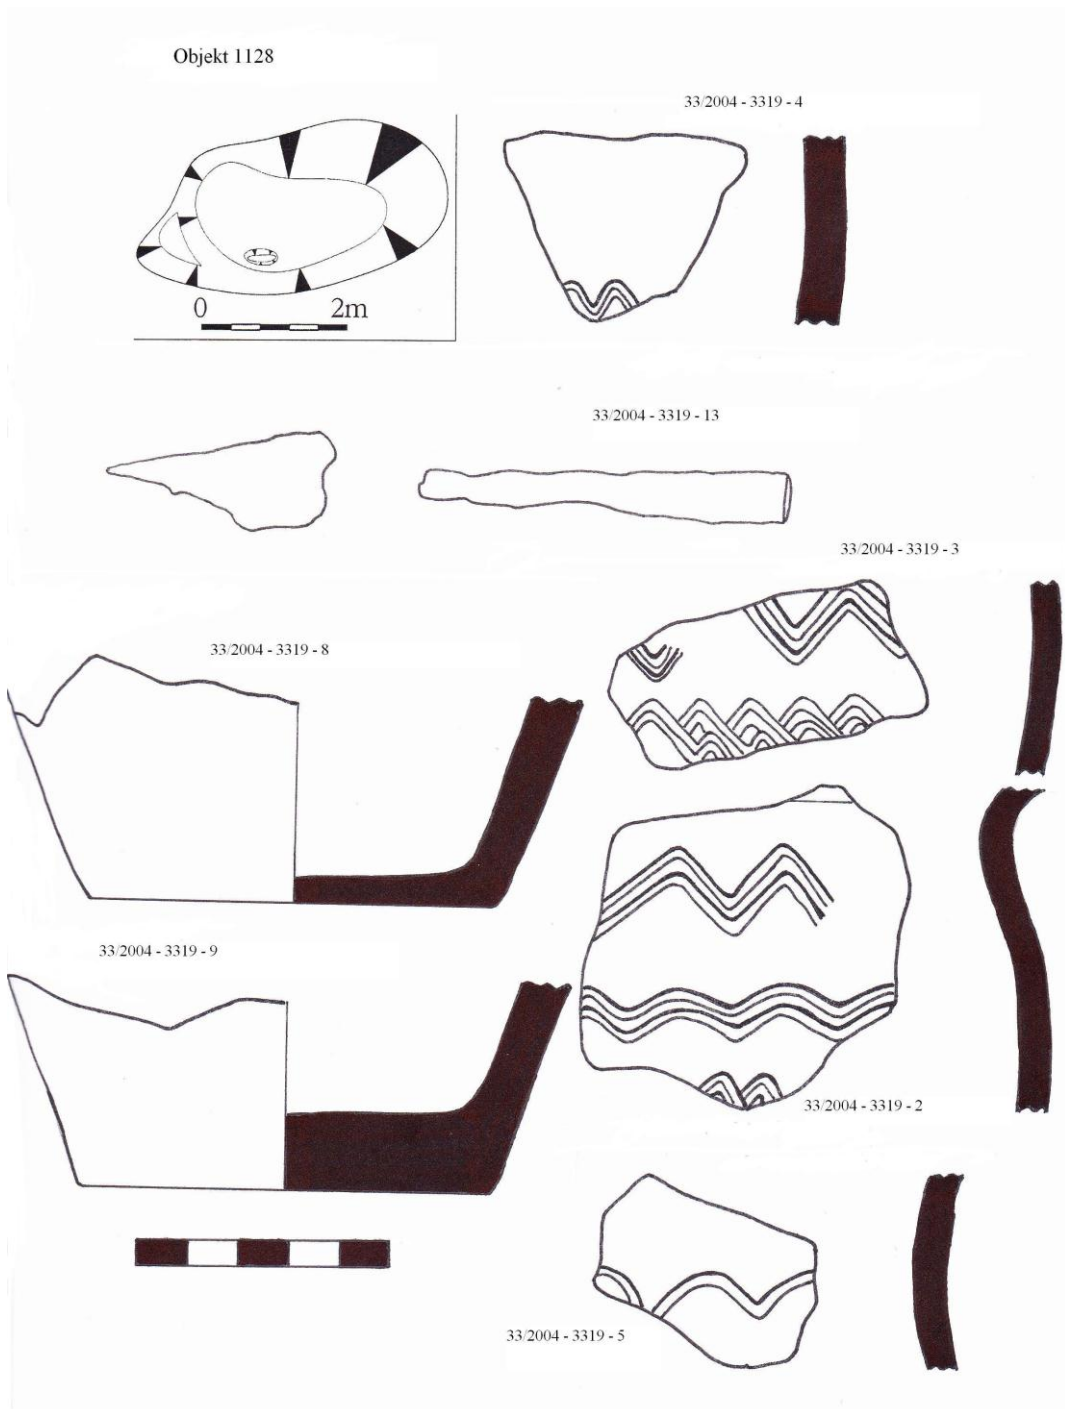 Objekt 1128
33/2004 - 3319 - 4
0 2m
33/2004 - 3319 - 13
33/2004 - 3319 - 3
33/2004 - 3319 - 8
33/2004 - 3319 - 9
33/2004 - 3319 - 2
33/2004 - 3319 - 5